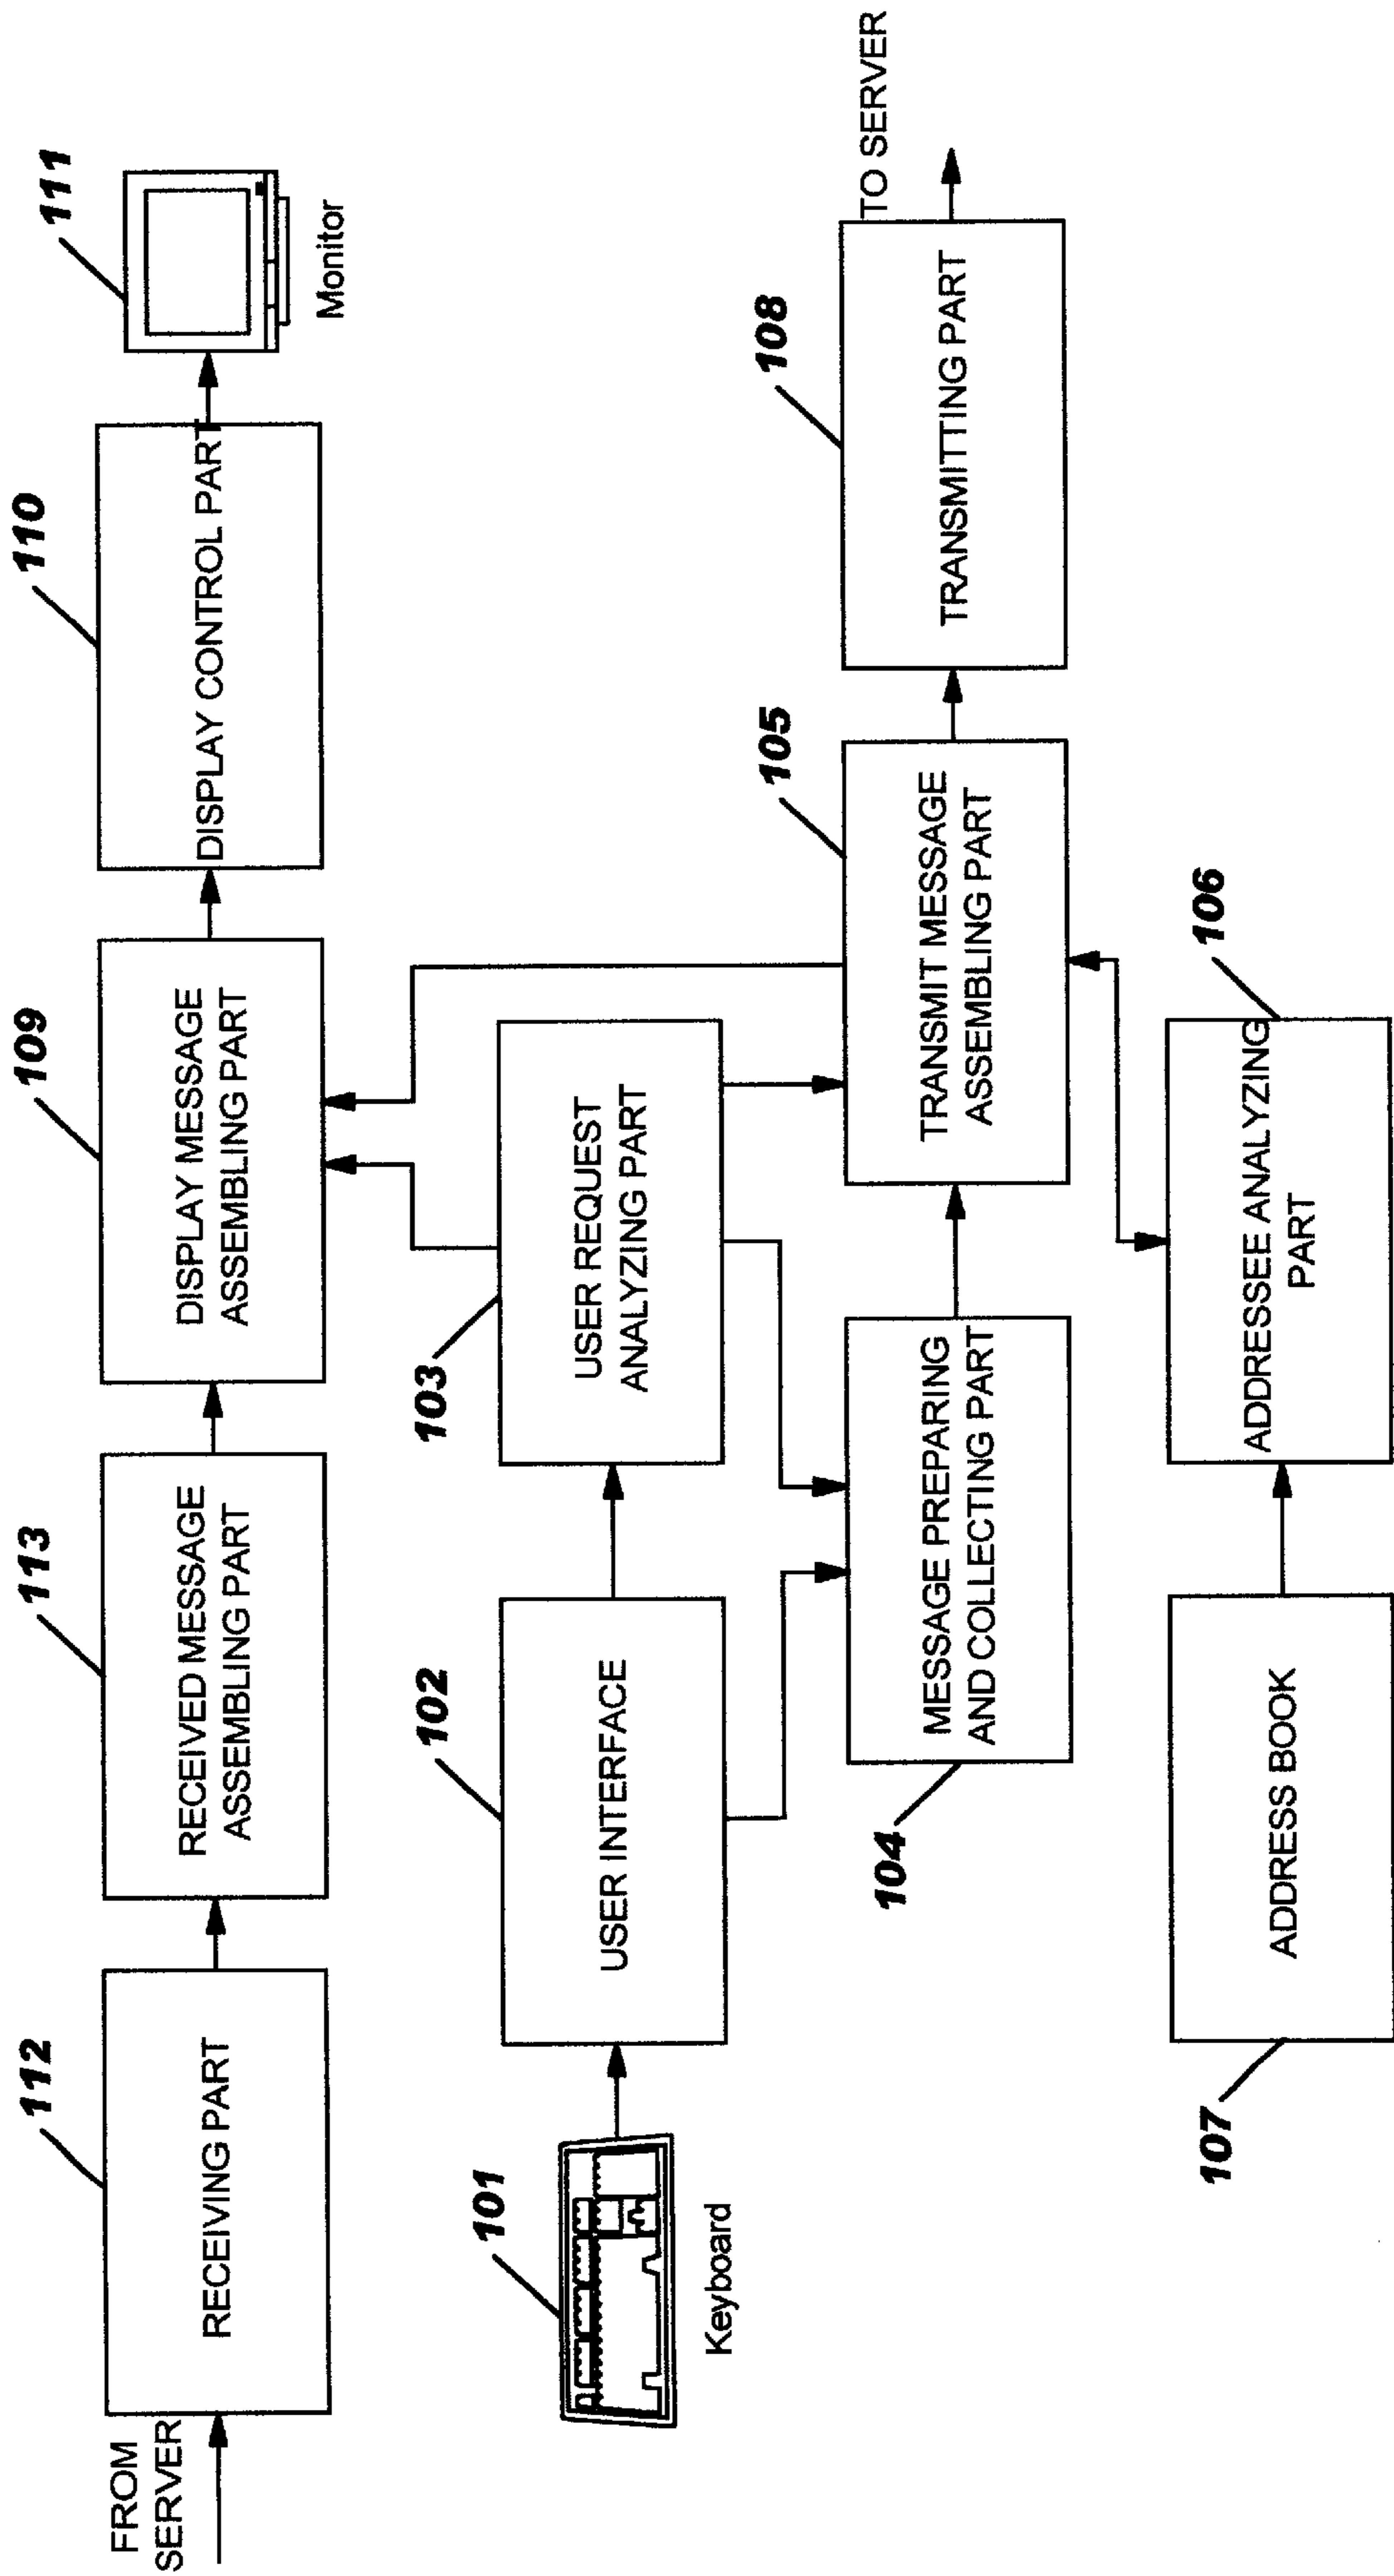 FROM
SERVER
112
RECEIVING PART
113
RECEIVED MESSAGE
ASSEMBLING PART
109
DISPLAY MESSAGE
ASSEMBLING PART
110
DISPLAY CONTROL PART
111
Monitor
101
Keyboard
102
USER INTERFACE
103
USER REQUEST
ANALYZING PART
104
MESSAGE PREPARING
AND COLLECTING PART
105
TRANSMIT MESSAGE
ASSEMBLING PART
108
TRANSMITTING PART
TO SERVER
107
ADDRESS BOOK
106
ADDRESSEE ANALYZING
PART